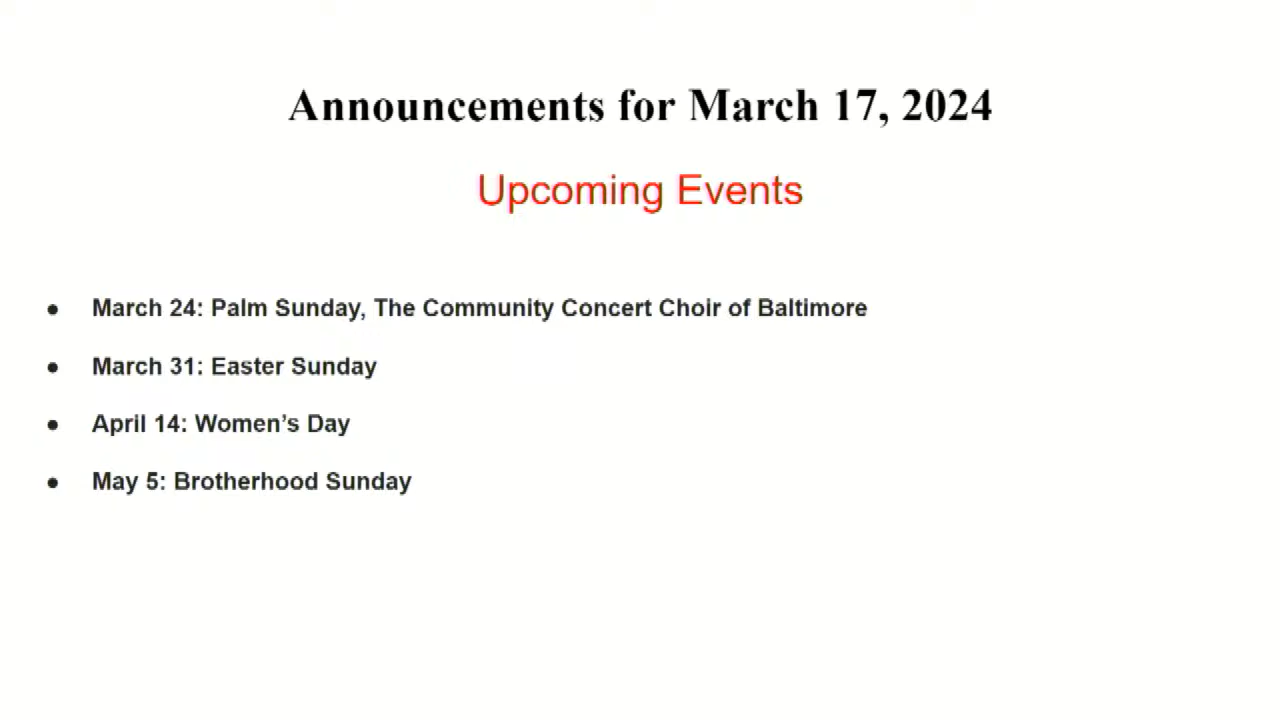 Announcements for March 17, 2024
Upcoming Events
● March 24: Palm Sunday, The Community Concert Choir of Baltimore
● March 31: Easter Sunday
● April 14: Women’s Day
● May 5: Brotherhood Sunday